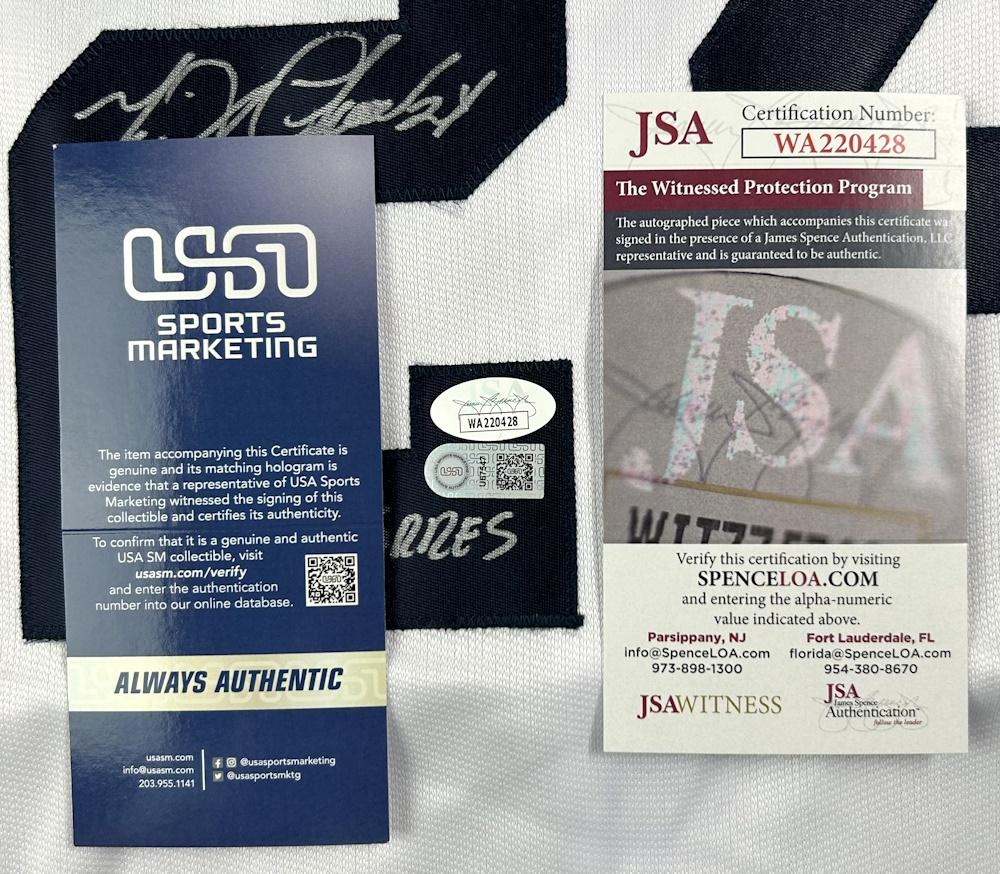 USA
SPORTS
MARKETING
The item accompanying this Certificate is
genuine and its matching hologram is
evidence that a representative of USA Sports
Marketing witnessed the signing of this
collectible and certifies its authenticity.
To confirm that it is a genuine and authentic
USA SM collectible, visit
usasm.com/verify
and enter the authentication
number into our online database.
ALWAYS AUTHENTIC
usasm.com
info@usasm.com
203.955.1141
@usasportsmarketing
@usasportsmktg
JSA
WA220428
USA
U67547
JSA
Certification Number:
WA220428
The Witnessed Protection Program
The autographed piece which accompanies this certificate was
signed in the presence of a James Spence Authentication, LLC
representative and is guaranteed to be authentic.
JSA
Verify this certification by visiting
SPENCELOA.COM
and entering the alpha-numeric
value indicated above.
Parsippany, NJ
info@SpenceLOA.com
973-898-1300
Fort Lauderdale, FL
florida@SpenceLOA.com
954-380-8670
JSAWITNESS
JSA
James Spence
Authentication
follow the leader